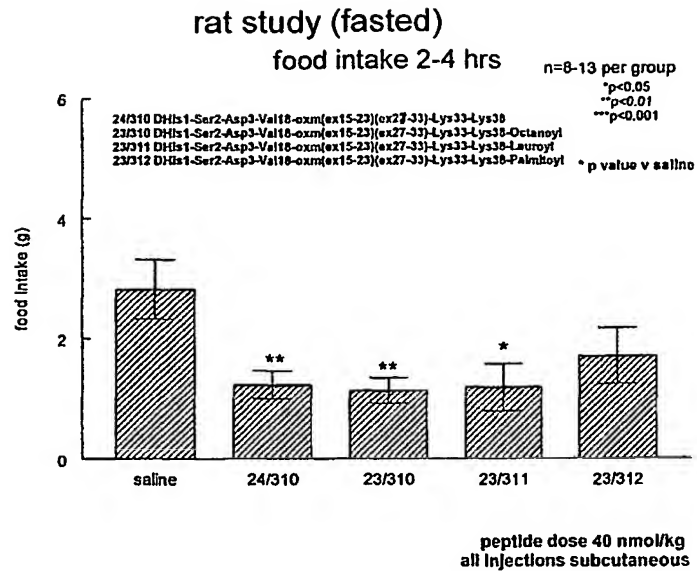 rat study (fasted)
food intake 2-4 hrs
n=8-13 per group
*p<0.05
**p<0.01
***p<0.001
* p value v saline
24/310 DHis1-Ser2-Asp3-Val18-oxm(ex15-23)(ex27-33)-Lys33-Lys38
23/310 DHis1-Ser2-Asp3-Val18-oxm(ex15-23)(ex27-33)-Lys33-Lys38-Octanoyl
23/311 DHis1-Ser2-Asp3-Val18-oxm(ex15-23)(ex27-33)-Lys33-Lys38-Lauroyl
23/312 DHis1-Ser2-Asp3-Val18-oxm(ex15-23)(ex27-33)-Lys33-Lys38-Palmitoyl
food intake (g)
6
4
2
0
** ** *
saline 24/310 23/310 23/311 23/312
peptide dose 40 nmol/kg
all injections subcutaneous